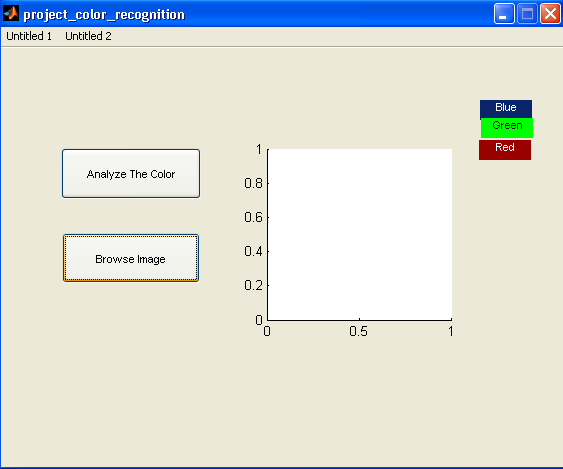 project_color_recognition
Untitled 1 Untitled 2
Blue
Green
Red
Analyze The Color
Browse Image
1
0.8
0.6
0.4
0.2
0
0 0.5 1